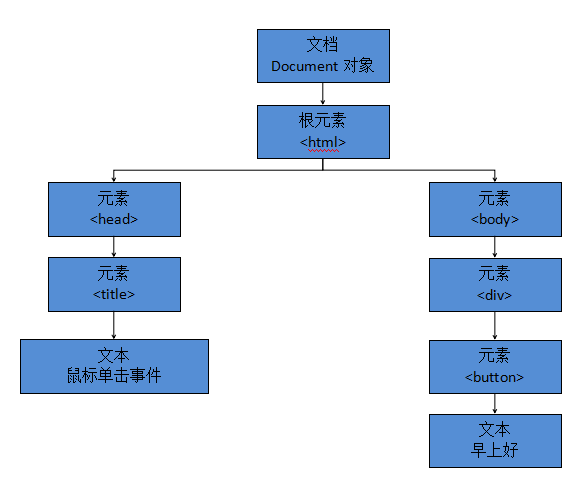 文档
Document 对象
根元素
<html>
元素
<head>
元素
<body>
元素
<title>
元素
<div>
文本
鼠标单击事件
元素
<button>
文本
早上好